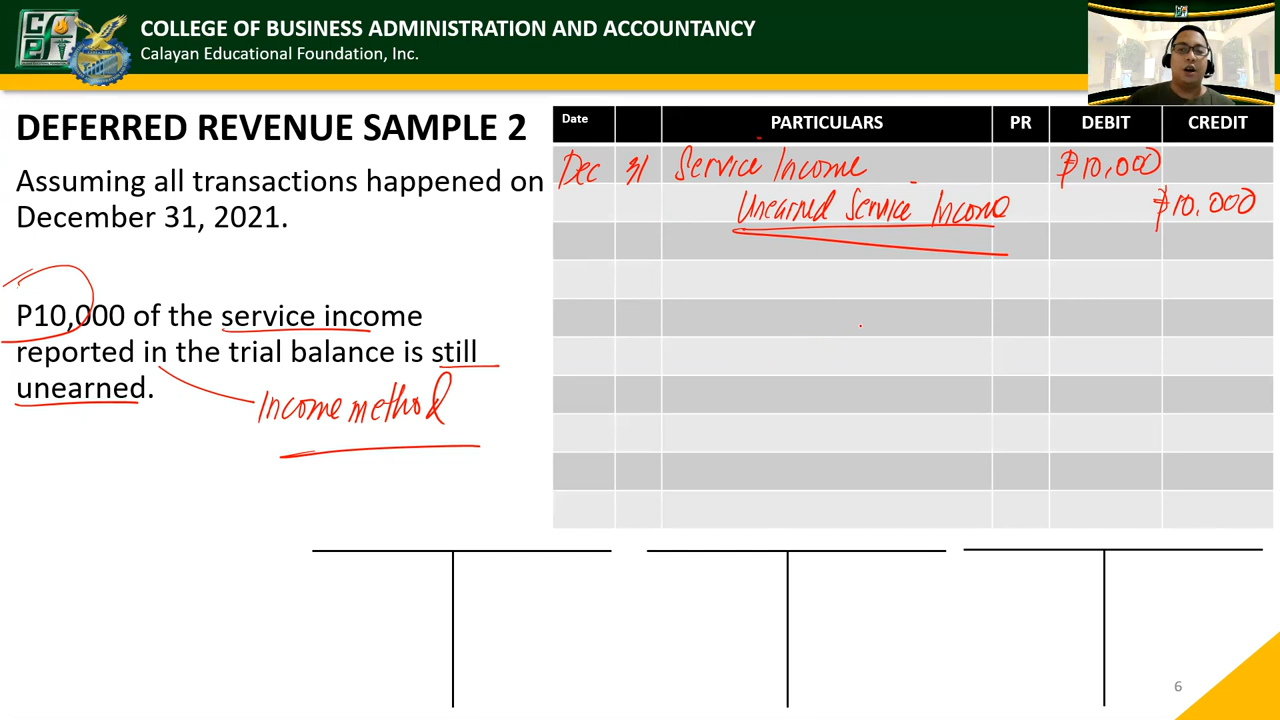 COLLEGE OF BUSINESS ADMINISTRATION AND ACCOUNTANCY
Calayan Educational Foundation, Inc.
DEFERRED REVENUE SAMPLE 2
Assuming all transactions happened on
December 31, 2021.
P10,000 of the service income
reported in the trial balance is still
unearned.
Income method
Date PARTICULARS PR DEBIT CREDIT
Dec 31 Service Income ₱10,000
Unearned Service Income ₱10,000
6